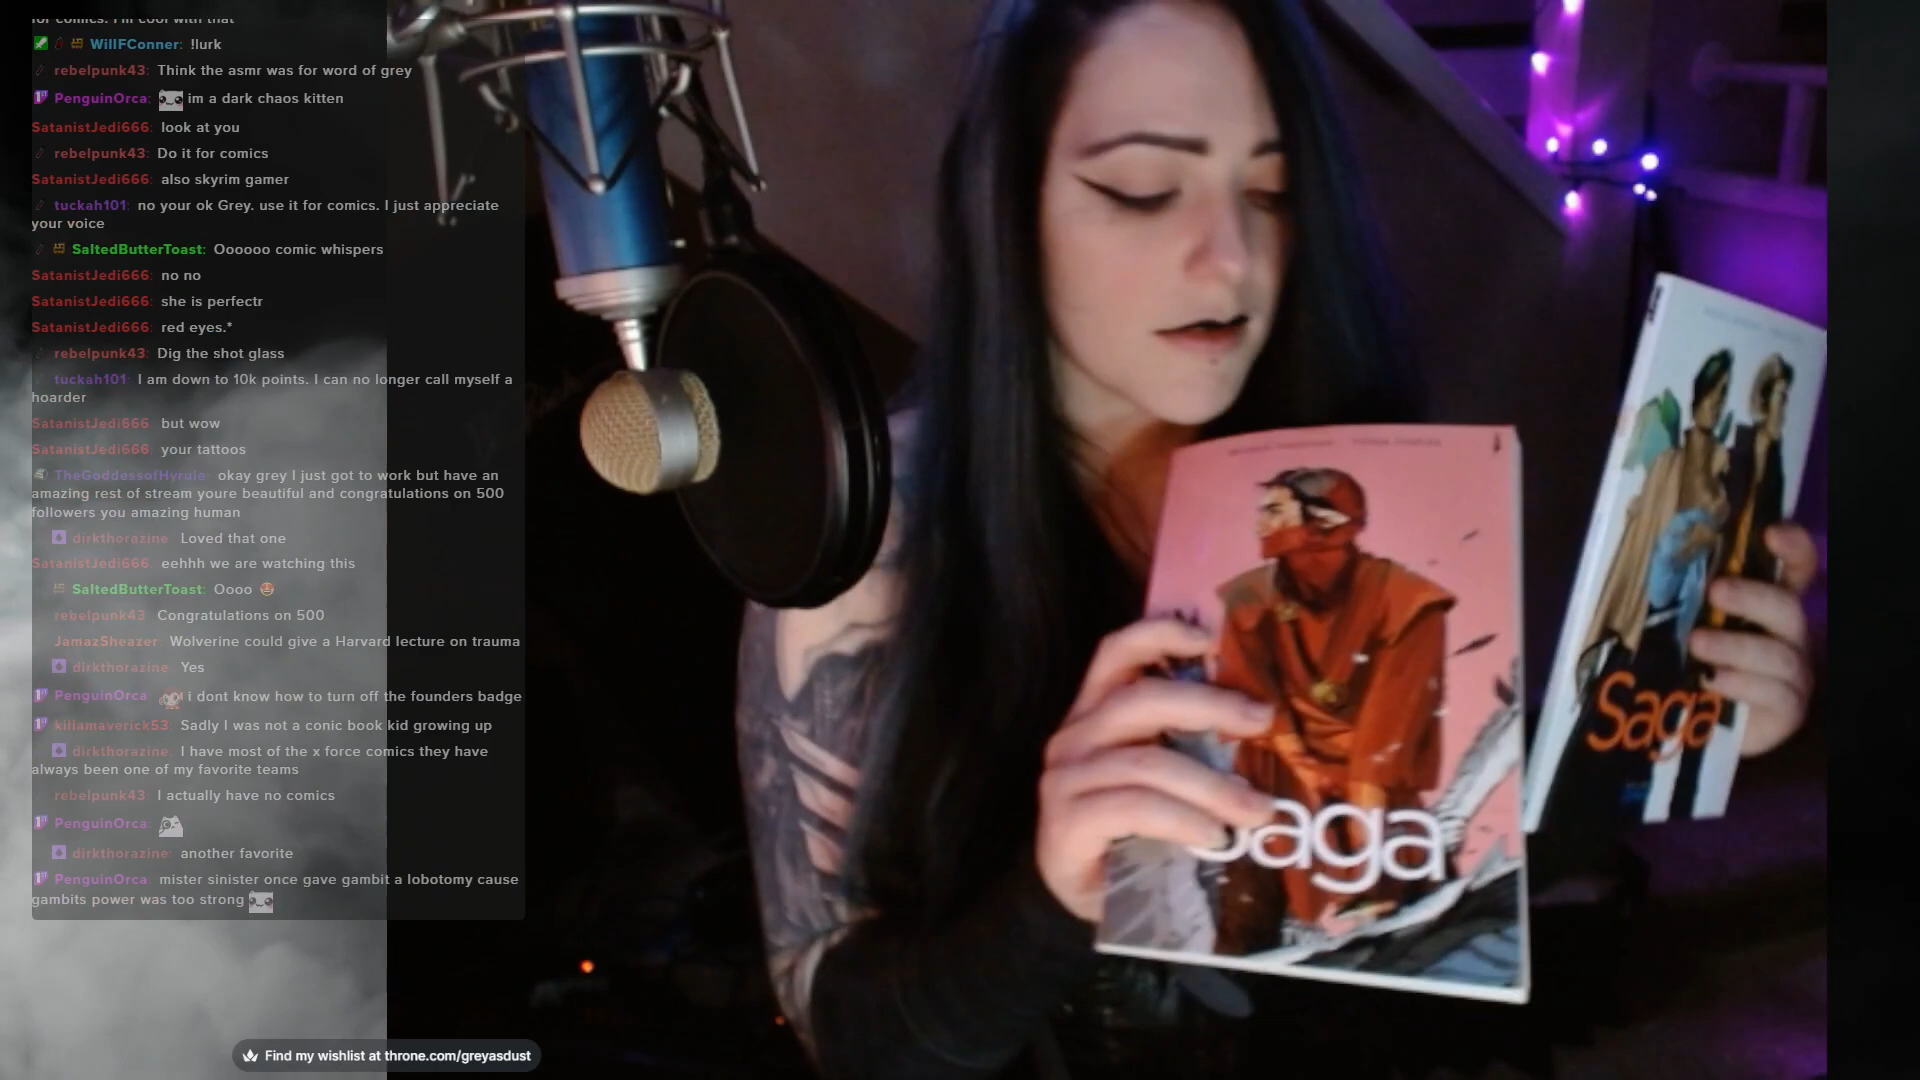 for comics. I'm cool with that
WillFConner: !lurk
rebelpunk43: Think the asmr was for word of grey
PenguinOrca: im a dark chaos kitten
SatanistJedi666: look at you
rebelpunk43: Do it for comics
SatanistJedi666: also skyrim gamer
tuckah101: no your ok Grey. use it for comics. I just appreciate
your voice
SaltedButterToast: Oooooo comic whispers
SatanistJedi666: no no
SatanistJedi666: she is perfectr
SatanistJedi666: red eyes.*
rebelpunk43: Dig the shot glass
tuckah101: I am down to 10k points. I can no longer call myself a
hoarder
SatanistJedi666: but wow
SatanistJedi666: your tattoos
TheGoddessofHyrule: okay grey I just got to work but have an
amazing rest of stream youre beautiful and congratulations on 500
followers you amazing human
dirkthorazine: Loved that one
SatanistJedi666: eehhh we are watching this
SaltedButterToast: Oooo
rebelpunk43: Congratulations on 500
JamazSheazer: Wolverine could give a Harvard lecture on trauma
dirkthorazine: Yes
PenguinOrca: i dont know how to turn off the founders badge
killamaverick53: Sadly I was not a conic book kid growing up
dirkthorazine: I have most of the x force comics they have
always been one of my favorite teams
rebelpunk43: I actually have no comics
PenguinOrca:
dirkthorazine: another favorite
PenguinOrca: mister sinister once gave gambit a lobotomy cause
gambits power was too strong
Find my wishlist at throne.com/greyasdust
Saga
Saga